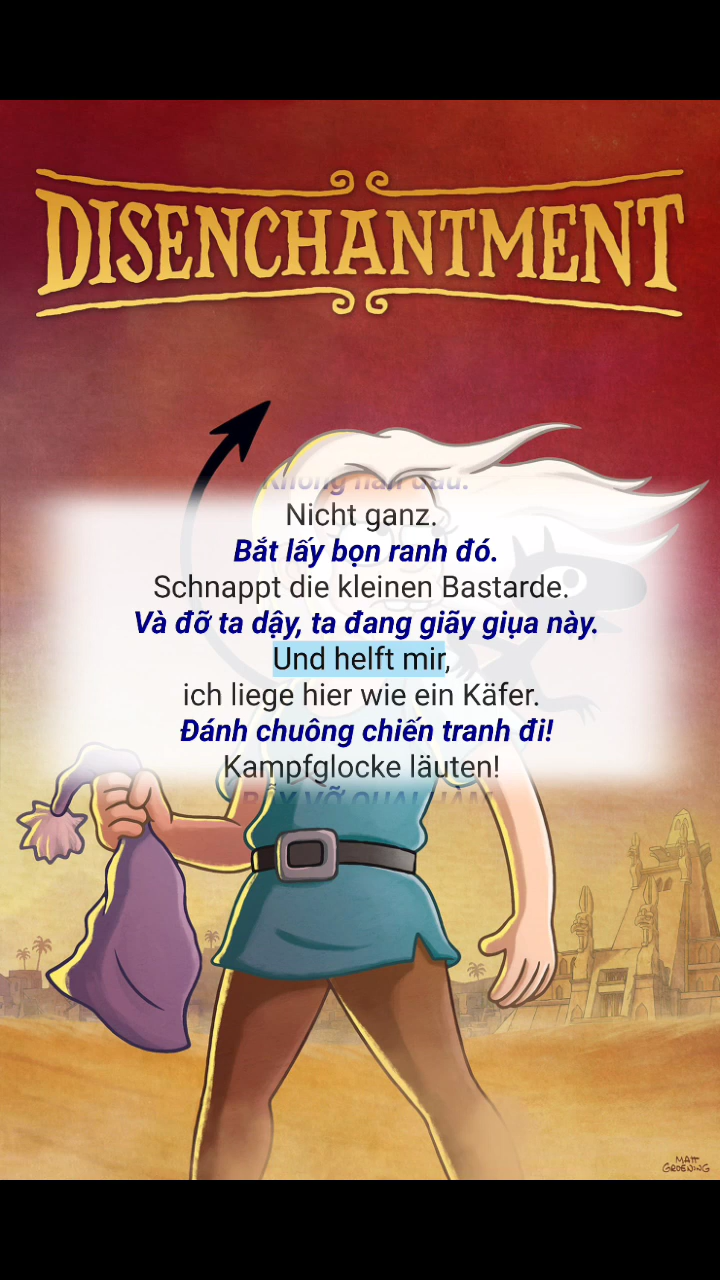 DISENCHANTMENT
Nicht ganz.
Bắt lấy bọn ranh đó.
Schnappt die kleinen Bastarde.
Và đỡ ta dậy, ta đang giãy giụa này.
Und helft mir,
ich liege hier wie ein Käfer.
Đánh chuông chiến tranh đi!
Kampfglocke läuten!
MATT
GROENING